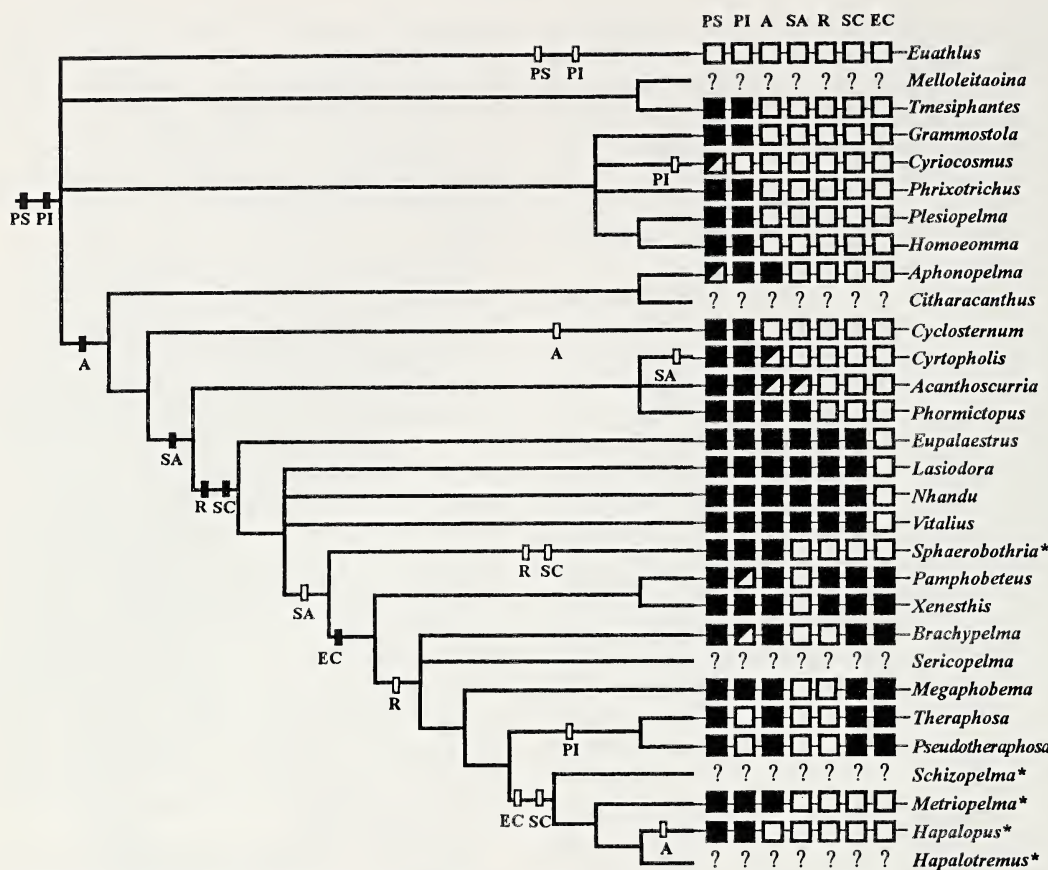 PS PI A SA R SC EC
Euathlus
PS PI
? ? ? ? ? ? ? Melloleitaoina
Tmesiphantes
Grammostola
Cyriocosmus
PI
Phrixotrichus
PS PI
Plesiopelma
Homoeomma
Aphonopelma
? ? ? ? ? ? ? Citharacanthus
Cyclosternum
A
A
Cyrtopholis
SA
Acanthoscurria
Phormictopus
Eupalaestrus
SA
Lasiodora
R SC
Nhandu
Vitalius
Sphaerobothria*
R SC
Pamphobeteus
SA
Xenesthis
Brachypelma
EC
? ? ? ? ? ? ? Sericopelma
Megaphobema
R
Theraphosa
PI
Pseudotheraphosa
? ? ? ? ? ? ? Schizopelma*
Metriopelma*
EC SC
Hapalopus*
A
? ? ? ? ? ? ? Hapalotremus*